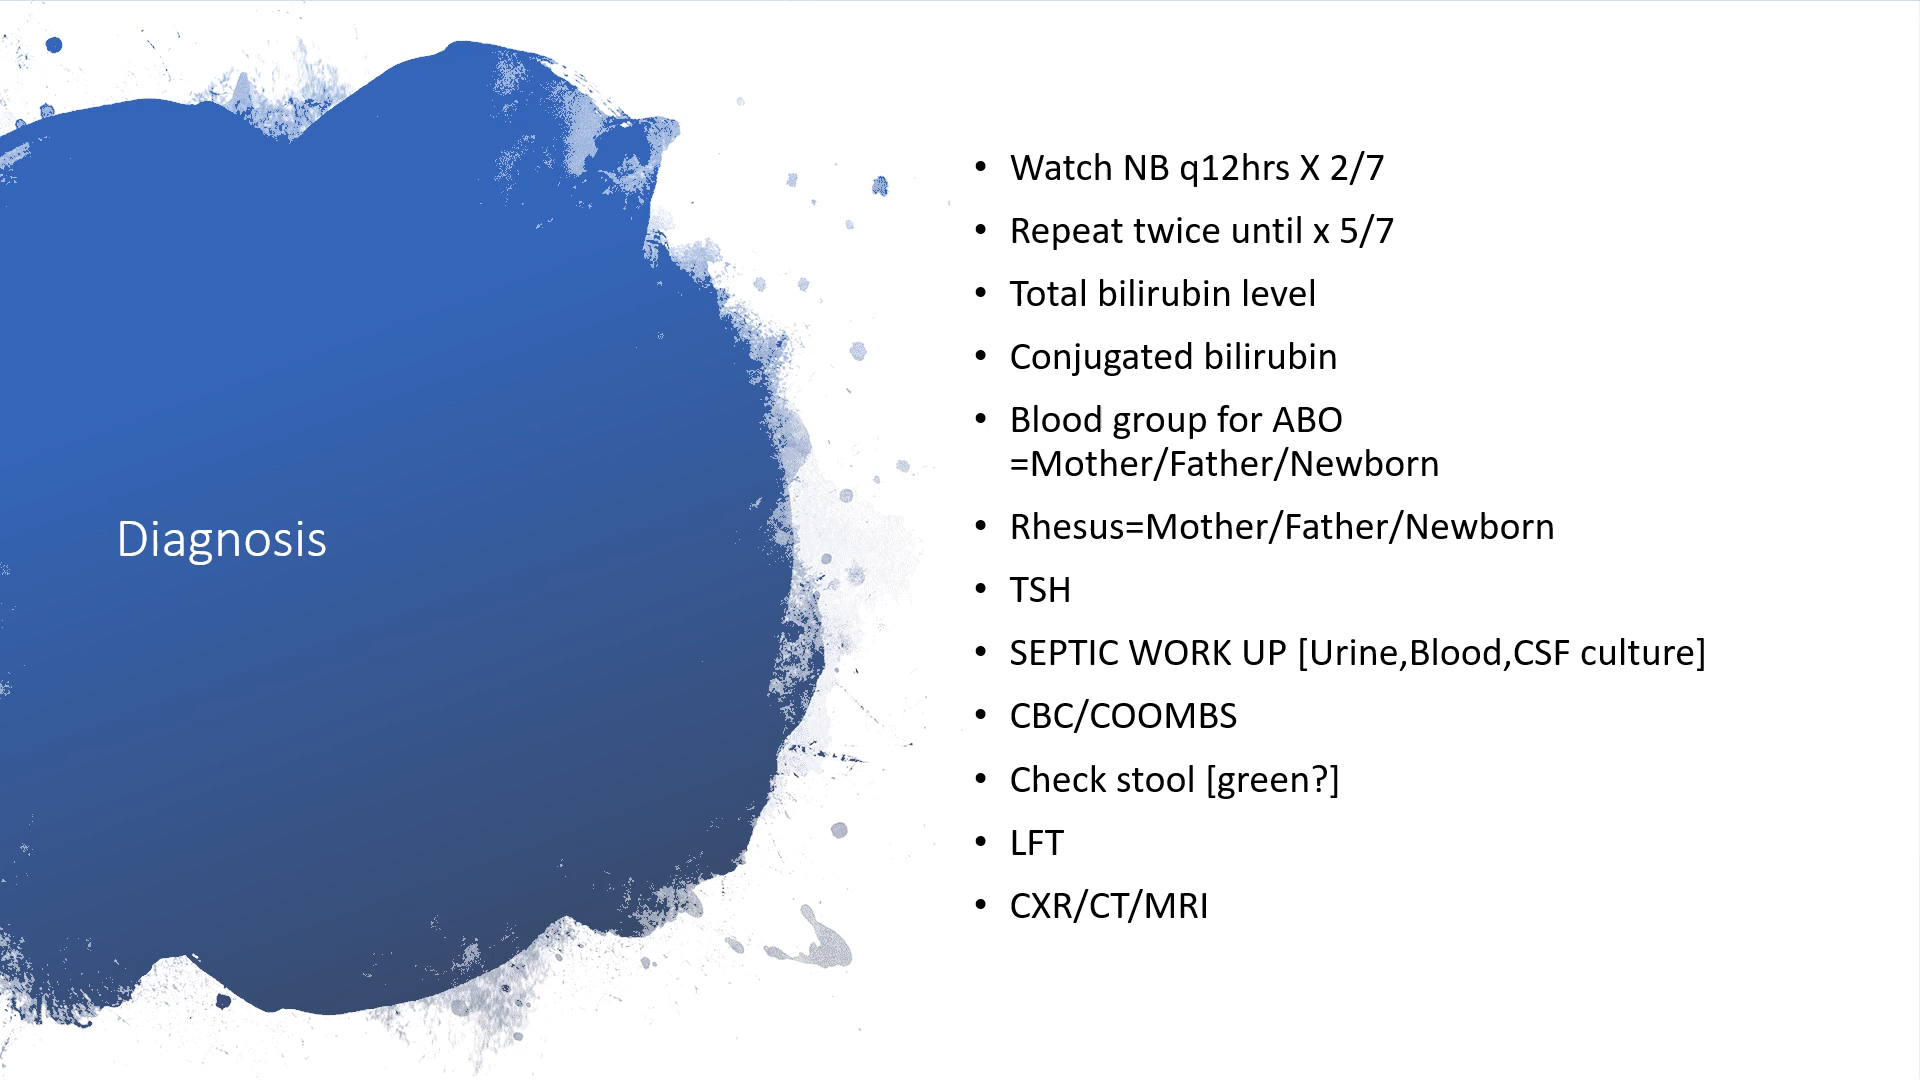 Diagnosis
• Watch NB q12hrs X 2/7
• Repeat twice until x 5/7
• Total bilirubin level
• Conjugated bilirubin
• Blood group for ABO
=Mother/Father/Newborn
• Rhesus=Mother/Father/Newborn
• TSH
• SEPTIC WORK UP [Urine,Blood,CSF culture]
• CBC/COOMBS
• Check stool [green?]
• LFT
• CXR/CT/MRI